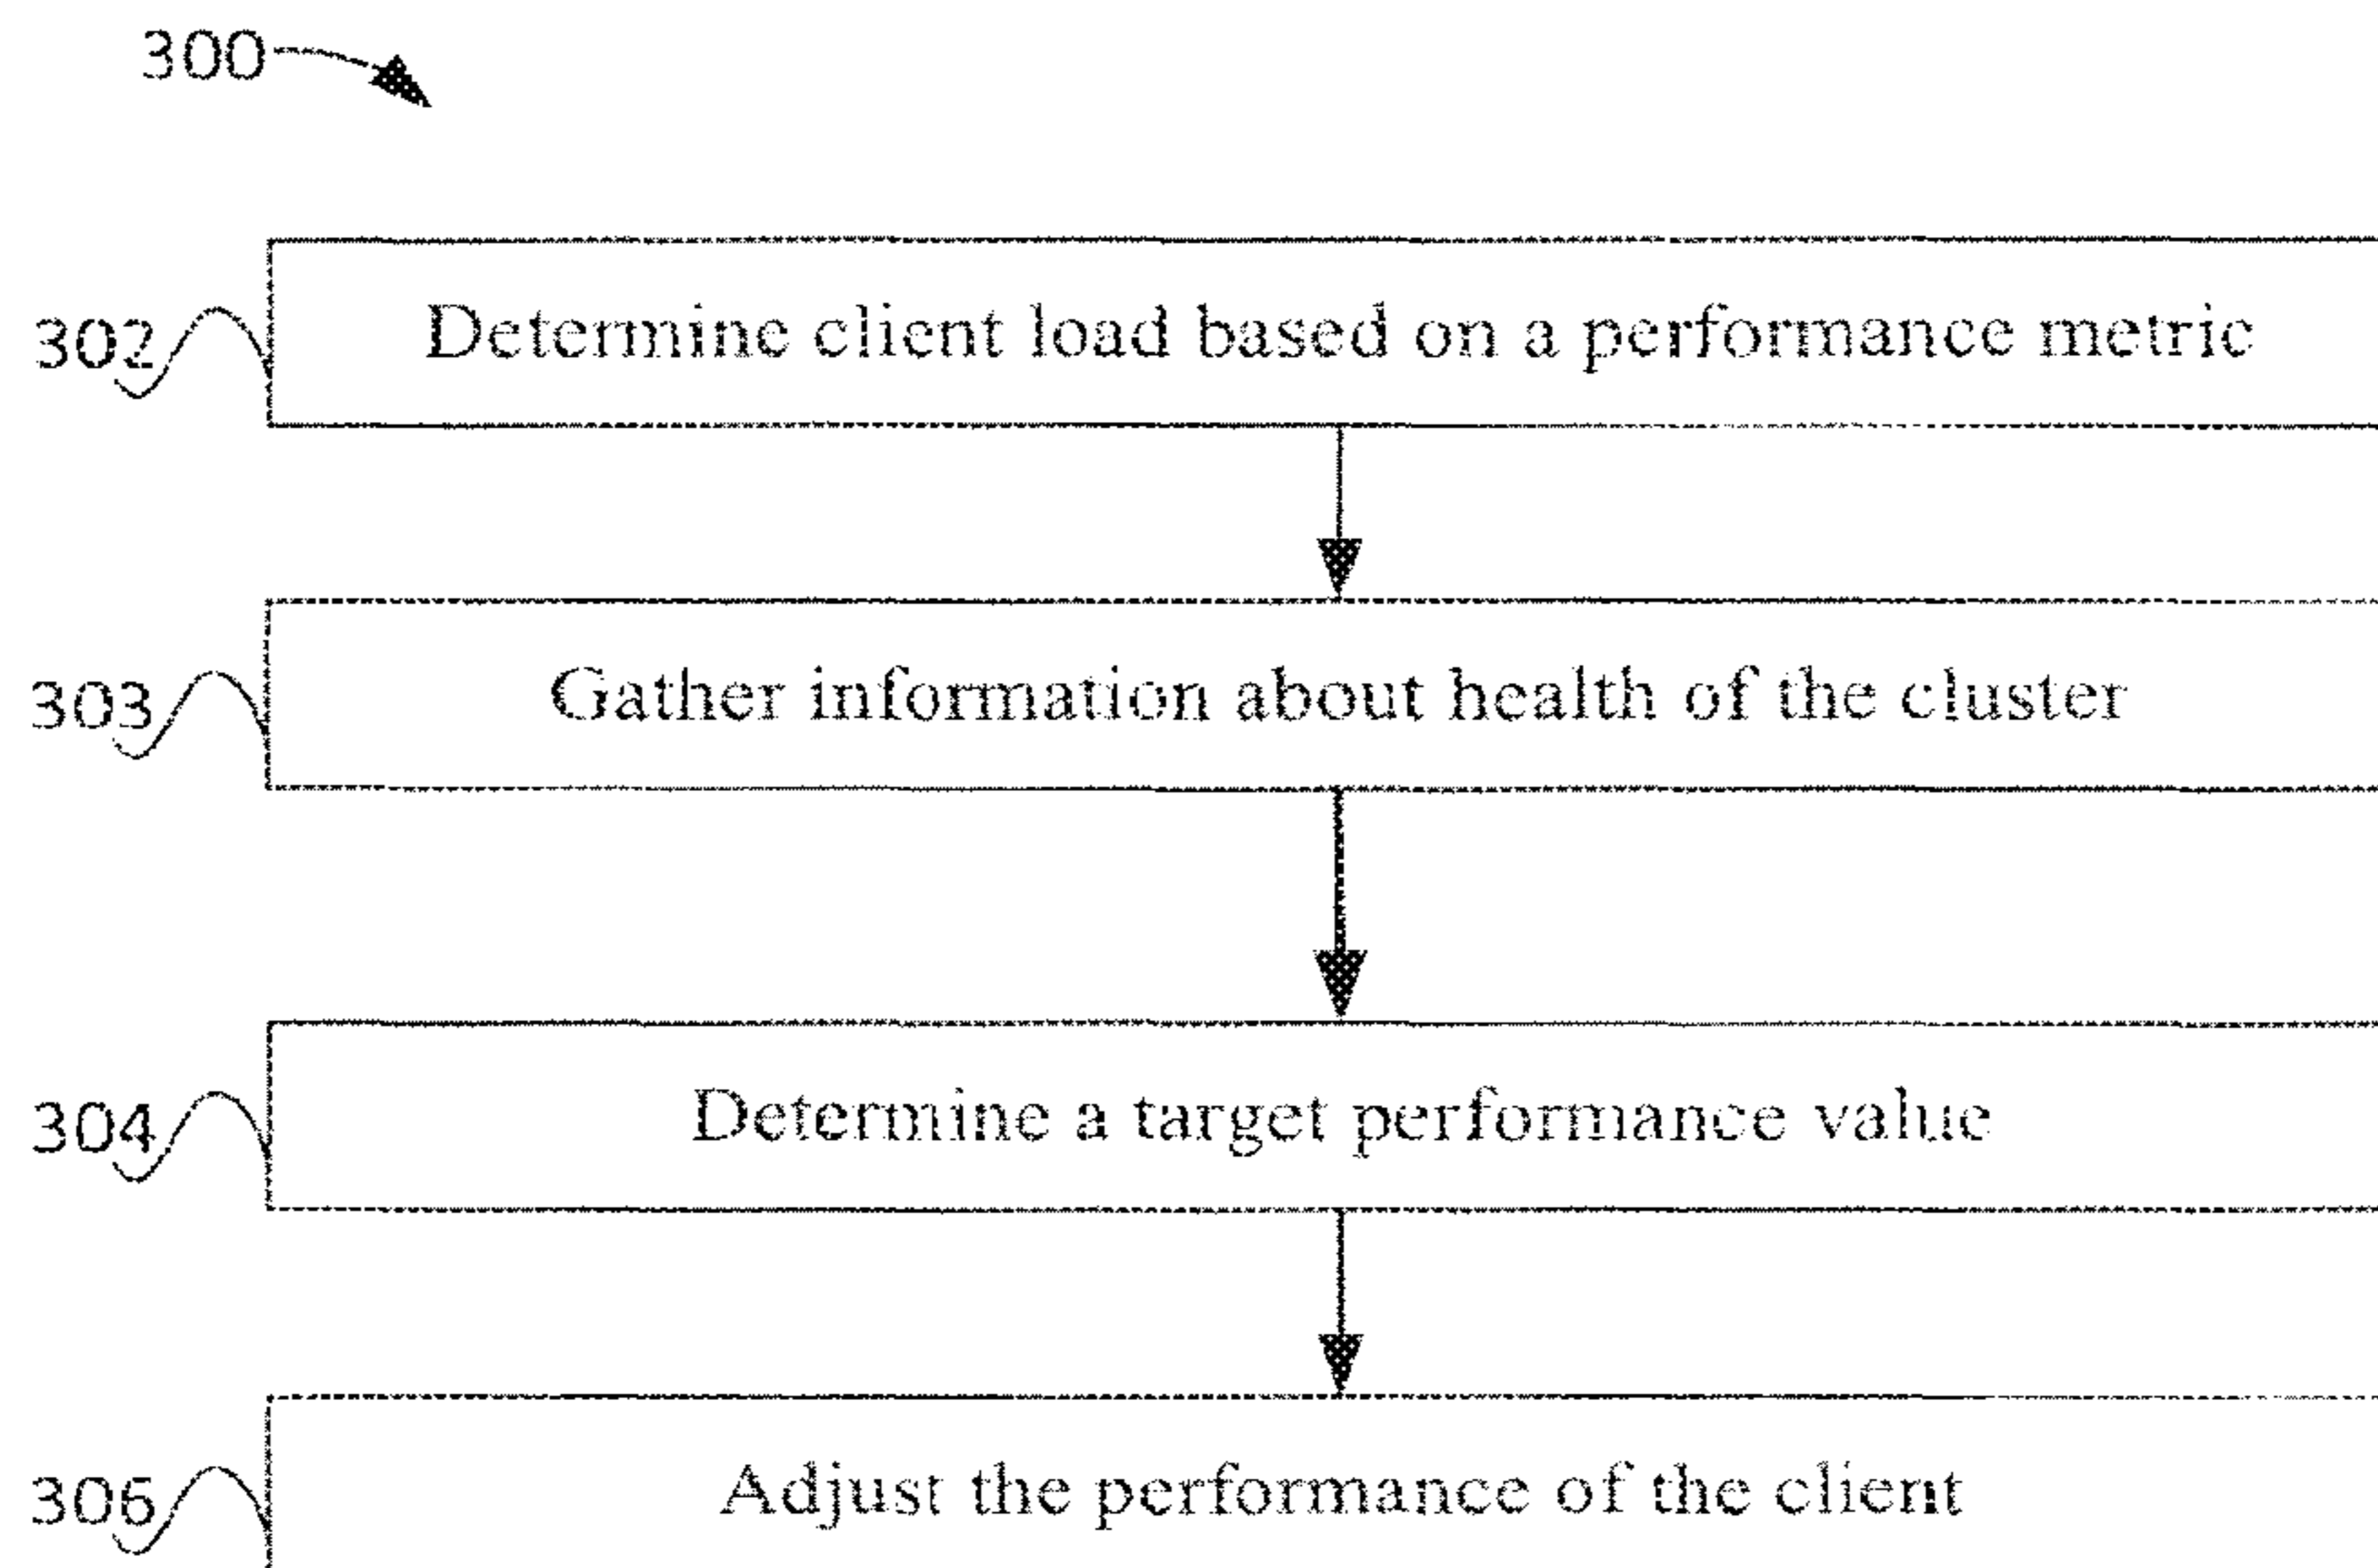 300
302 Determine client load based on a performance metric
303 Gather information about health of the cluster
304 Determine a target performance value
306 Adjust the performance of the client